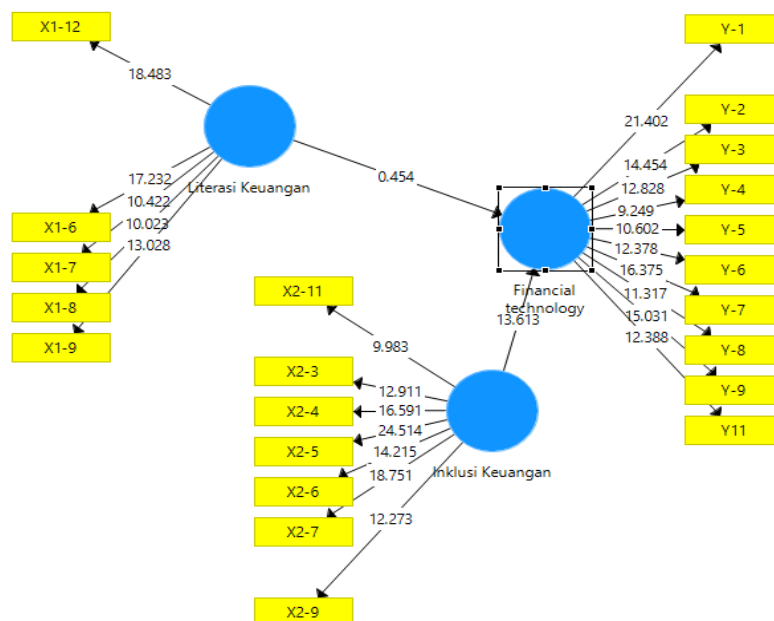 X1-12
18.483
Literasi Keuangan
17.232
10.422
10.023
13.028
X1-6
X1-7
X1-8
X1-9
0.454
Y-1
Y-2
Y-3
Y-4
Y-5
Y-6
Y-7
Y-8
Y-9
Y11
21.402
14.454
12.828
9.249
10.602
12.378
16.375
11.317
15.031
12.388
Financial
technology
13.613
X2-11
X2-3
X2-4
X2-5
X2-6
X2-7
X2-9
9.983
12.911
16.591
24.514
14.215
18.751
12.273
Inklusi Keuangan